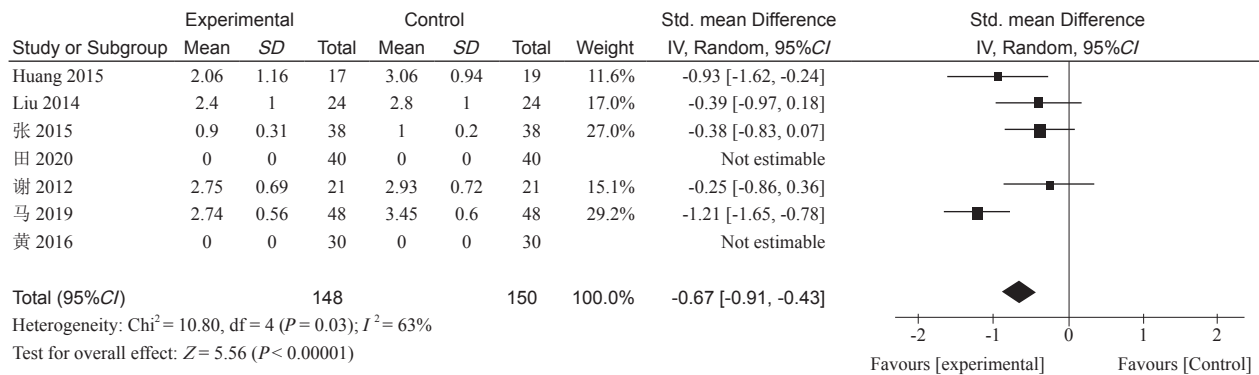 Experimental Control Std. mean Difference Std. mean Difference
Study or Subgroup Mean SD Total Mean SD Total Weight IV, Random, 95%CI IV, Random, 95%CI
Huang 2015 2.06 1.16 17 3.06 0.94 19 11.6% -0.93 [-1.62, -0.24]
Liu 2014 2.4 1 24 2.8 1 24 17.0% -0.39 [-0.97, 0.18]
张 2015 0.9 0.31 38 1 0.2 38 27.0% -0.38 [-0.83, 0.07]
田 2020 0 0 40 0 0 40 Not estimable
谢 2012 2.75 0.69 21 2.93 0.72 21 15.1% -0.25 [-0.86, 0.36]
马 2019 2.74 0.56 48 3.45 0.6 48 29.2% -1.21 [-1.65, -0.78]
黄 2016 0 0 30 0 0 30 Not estimable
Total (95%CI) 148 150 100.0% -0.67 [-0.91, -0.43]
Heterogeneity: Chi² = 10.80, df = 4 (P = 0.03); I² = 63%
Test for overall effect: Z = 5.56 (P < 0.00001)
-2 -1 0 1 2
Favours [experimental] Favours [Control]